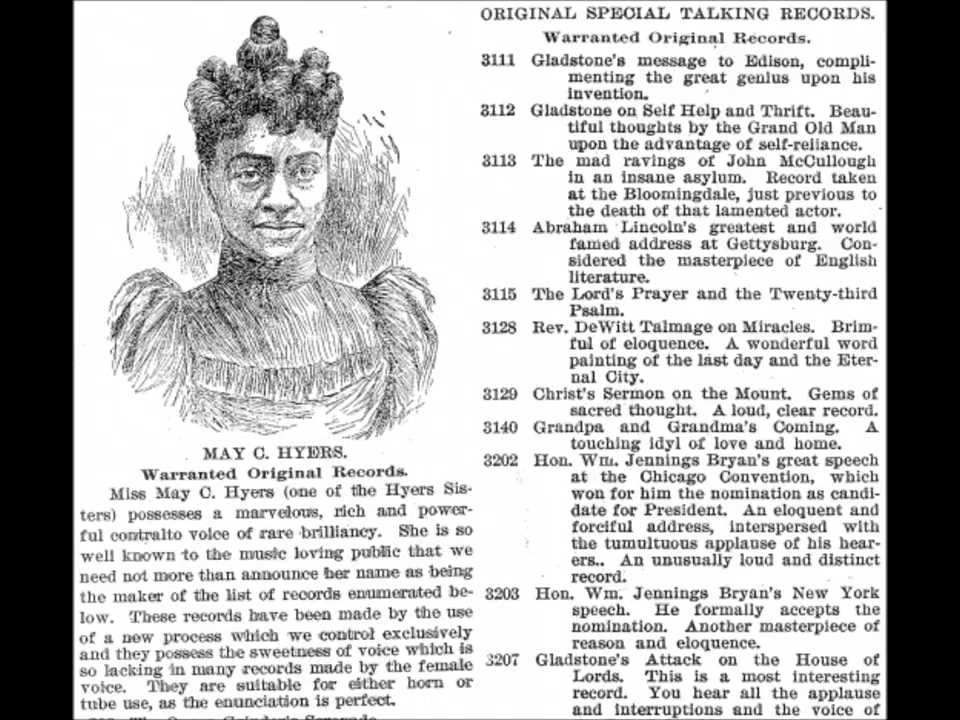 MAY C. HYERS.
Warranted Original Records.
Miss May C. Hyers (one of the Hyers Sis-
ters) possesses a marvelous, rich and power-
ful contralto voice of rare brilliancy. She is so
well known to the music loving public that we
need not more than announce her name as being
the maker of the list of records enumerated be-
low. These records have been made by the use
of a new process which we control exclusively
and they possess the sweetness of voice which is
so lacking in many records made by the female
voice. They are suitable for either horn or
tube use, as the enunciation is perfect.
ORIGINAL SPECIAL TALKING RECORDS.
Warranted Original Records.
3111 Gladstone's message to Edison, compli-
menting the great genius upon his
invention.
3112 Gladstone on Self Help and Thrift. Beau-
tiful thoughts by the Grand Old Man
upon the advantage of self-reliance.
3113 The mad ravings of John McCullough
in an insane asylum. Record taken
at the Bloomingdale, just previous to
the death of that lamented actor.
3114 Abraham Lincoln's greatest and world
famed address at Gettysburg. Con-
sidered the masterpiece of English
literature.
3115 The Lord's Prayer and the Twenty-third
Psalm.
3128 Rev. DeWitt Talmage on Miracles. Brim-
ful of eloquence. A wonderful word
painting of the last day and the Eter-
nal City.
3129 Christ's Sermon on the Mount. Gems of
sacred thought. A loud, clear record.
3140 Grandpa and Grandma's Coming. A
touching idyl of love and home.
3202 Hon. Wm. Jennings Bryan's great speech
at the Chicago Convention, which
won for him the nomination as candi-
date for President. An eloquent and
forciful address, interspersed with
the tumultuous applause of his hear-
ers.. An unusually loud and distinct
record.
3203 Hon. Wm. Jennings Bryan's New York
speech. He formally accepts the
nomination. Another masterpiece of
reason and eloquence.
3207 Gladstone's Attack on the House of
Lords. This is a most interesting
record. You hear all the applause
and interruptions and the voice of